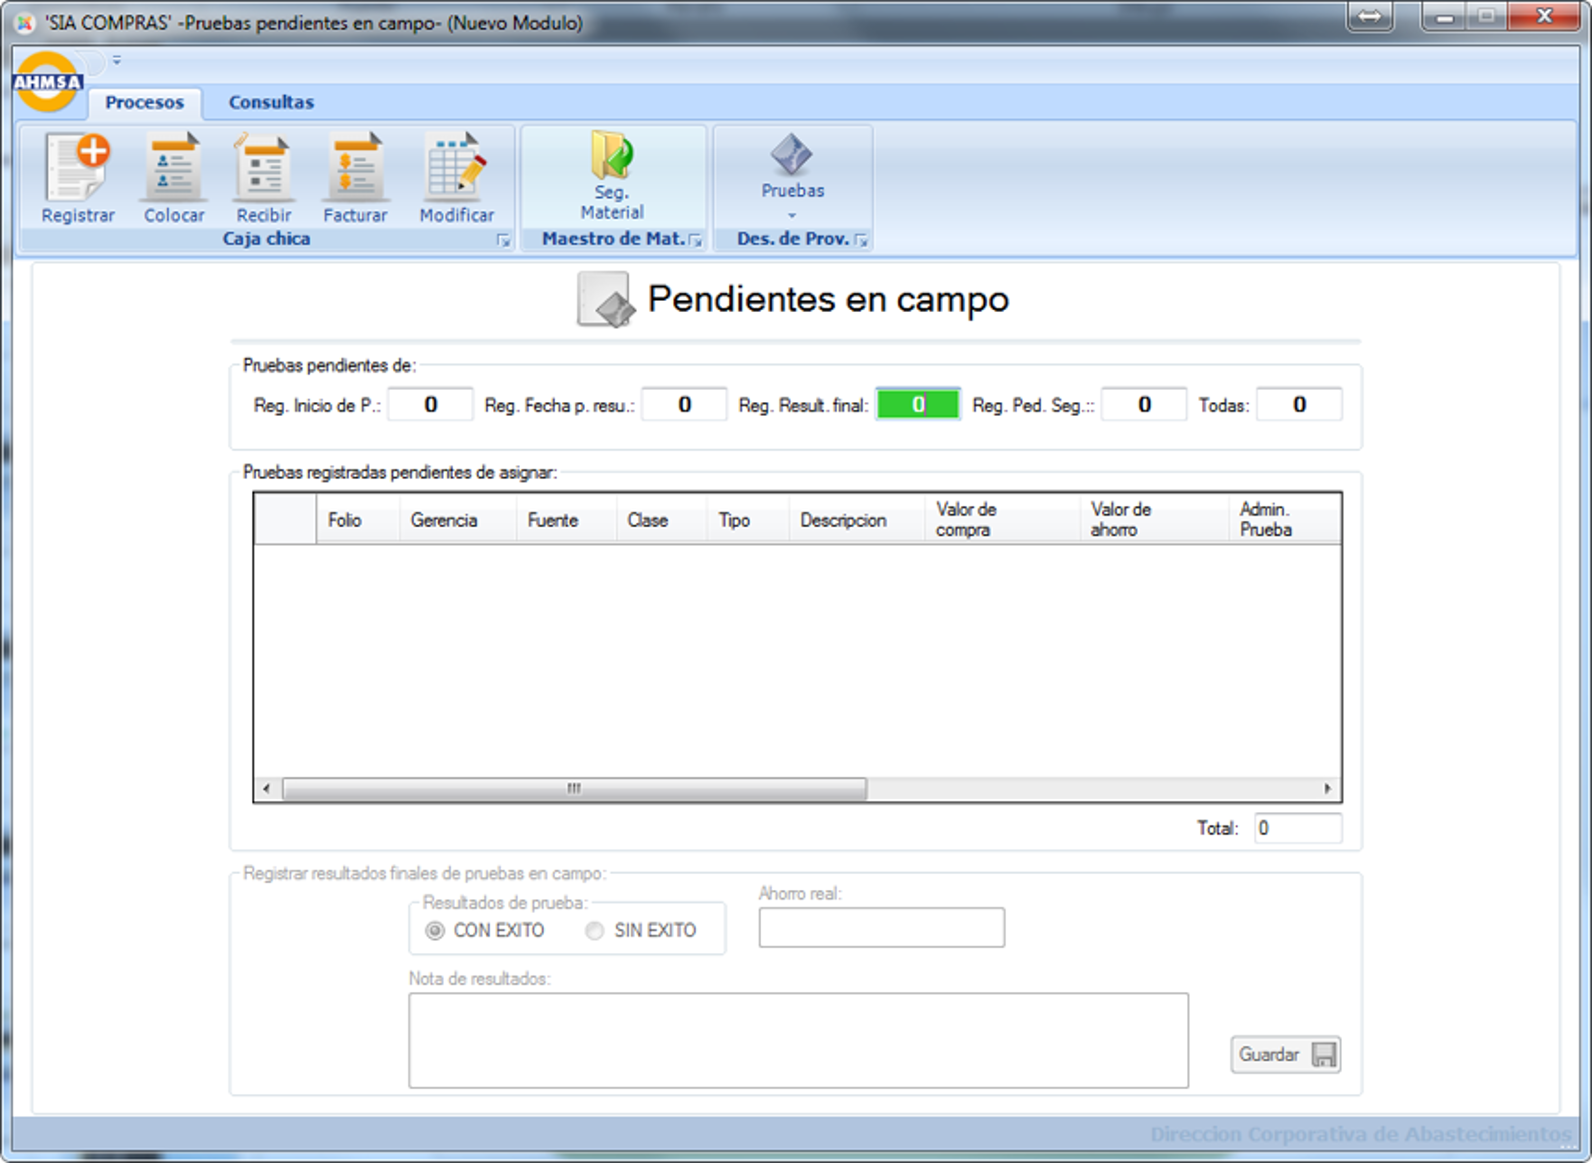 'SIA COMPRAS' -Pruebas pendientes en campo- (Nuevo Modulo)
AHMSA
Procesos
Consultas
Registrar
Colocar
Recibir
Facturar
Modificar
Caja chica
Seg.
Material
Maestro de Mat.
Pruebas
Des. de Prov.
Pendientes en campo
Pruebas pendientes de:
Reg. Inicio de P.: 0 Reg. Fecha p. resu.: 0 Reg. Result. final: 0 Reg. Ped. Seg.:: 0 Todas: 0
Pruebas registradas pendientes de asignar:
Folio
Gerencia
Fuente
Clase
Tipo
Descripcion
Valor de
compra
Valor de
ahorro
Admin.
Prueba
Total: 0
Registrar resultados finales de pruebas en campo:
Resultados de prueba:
CON EXITO SIN EXITO
Ahorro real:
Nota de resultados:
Guardar
Direccion Corporativa de Abastecimientos